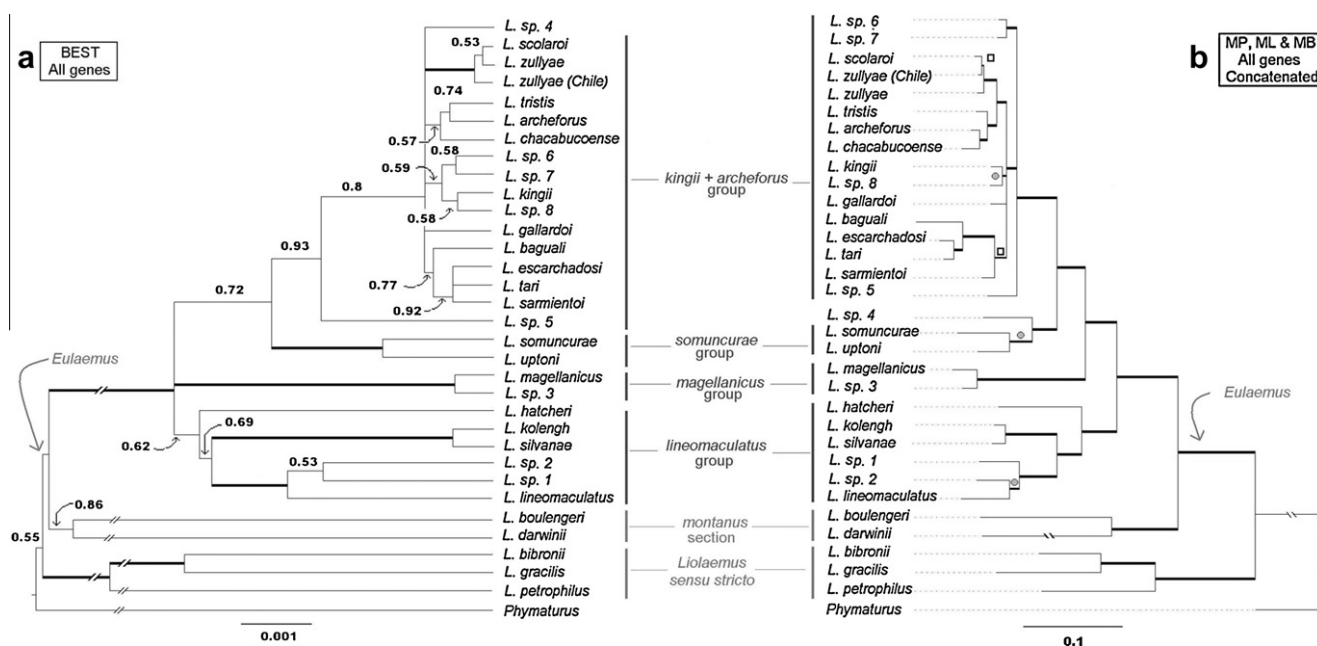 a
BEST
All genes
L. sp. 4
L. scolaroi
L. zullyae
L. zullyae (Chile)
L. tristis
L. archeforus
L. chacabucoense
L. sp. 6
L. sp. 7
L. kingii
L. sp. 8
L. gallardoi
L. baguali
L. escarchadosi
L. tari
L. sarmientoi
L. sp. 5
L. somuncurae
L. uptoni
L. magellanicus
L. sp. 3
L. hatcheri
L. kolengh
L. silvanae
L. sp. 2
L. sp. 1
L. lineomaculatus
L. boulengeri
L. darwinii
L. bibronii
L. gracilis
L. petrophilus
Phymaturus
0.53
0.74
0.57
0.58
0.59
0.8
0.58
0.93
0.77
0.92
0.72
Eulaemus
0.69
0.62
0.53
0.86
0.55
0.001
kingii + archeforus
group
somuncurae
group
magellanicus
group
lineomaculatus
group
montanus
section
Liolaemus
sensu stricto
b
MP, ML & MB
All genes
Concatenated
L. sp. 6
L. sp. 7
L. scolaroi
L. zullyae (Chile)
L. zullyae
L. tristis
L. archeforus
L. chacabucoense
L. kingii
L. sp. 8
L. gallardoi
L. baguali
L. escarchadosi
L. tari
L. sarmientoi
L. sp. 5
L. sp. 4
L. somuncurae
L. uptoni
L. magellanicus
L. sp. 3
L. hatcheri
L. kolengh
L. silvanae
L. sp. 1
L. sp. 2
L. lineomaculatus
L. boulengeri
L. darwinii
L. bibronii
L. gracilis
L. petrophilus
Phymaturus
Eulaemus
0.1